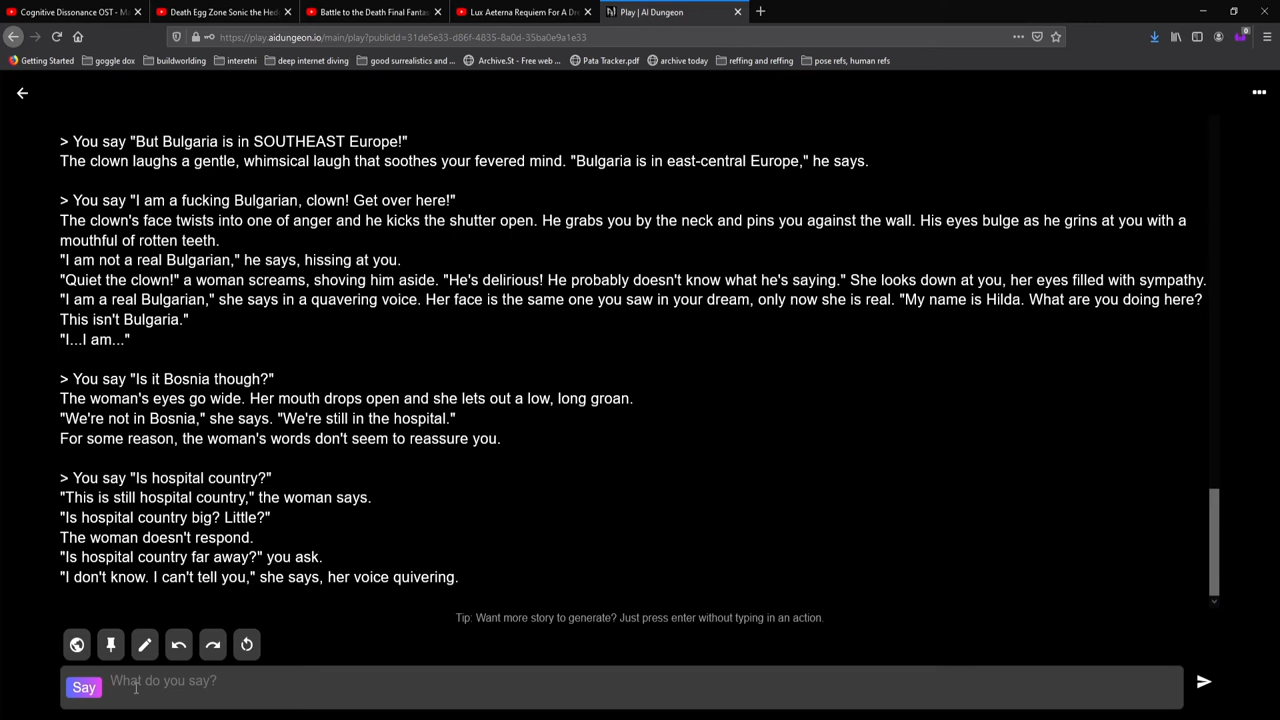 Cognitive Dissonance OST - Ma
Death Egg Zone Sonic the Hed
Battle to the Death Final Fantas
Lux Aeterna Requiem For A Dre
Play | AI Dungeon
https://play.aidungeon.io/main/play?publicId=31de5e33-d86f-4835-8a0d-35ba0e9a1e33
0
Getting Started
goggle dox
buildworlding
interetni
deep internet diving
good surrealistics and ...
Archive.St - Free web ...
Pata Tracker.pdf
archive today
reffing and reffing
pose refs, human refs
> You say "But Bulgaria is in SOUTHEAST Europe!"
The clown laughs a gentle, whimsical laugh that soothes your fevered mind. "Bulgaria is in east-central Europe," he says.
> You say "I am a fucking Bulgarian, clown! Get over here!"
The clown's face twists into one of anger and he kicks the shutter open. He grabs you by the neck and pins you against the wall. His eyes bulge as he grins at you with a
mouthful of rotten teeth.
"I am not a real Bulgarian," he says, hissing at you.
"Quiet the clown!" a woman screams, shoving him aside. "He's delirious! He probably doesn't know what he's saying." She looks down at you, her eyes filled with sympathy.
"I am a real Bulgarian," she says in a quavering voice. Her face is the same one you saw in your dream, only now she is real. "My name is Hilda. What are you doing here?
This isn't Bulgaria."
"I...I am..."
> You say "Is it Bosnia though?"
The woman's eyes go wide. Her mouth drops open and she lets out a low, long groan.
"We're not in Bosnia," she says. "We're still in the hospital."
For some reason, the woman's words don't seem to reassure you.
> You say "Is hospital country?"
"This is still hospital country," the woman says.
"Is hospital country big? Little?"
The woman doesn't respond.
"Is hospital country far away?" you ask.
"I don't know. I can't tell you," she says, her voice quivering.
Tip: Want more story to generate? Just press enter without typing in an action.
Say
What do you say?